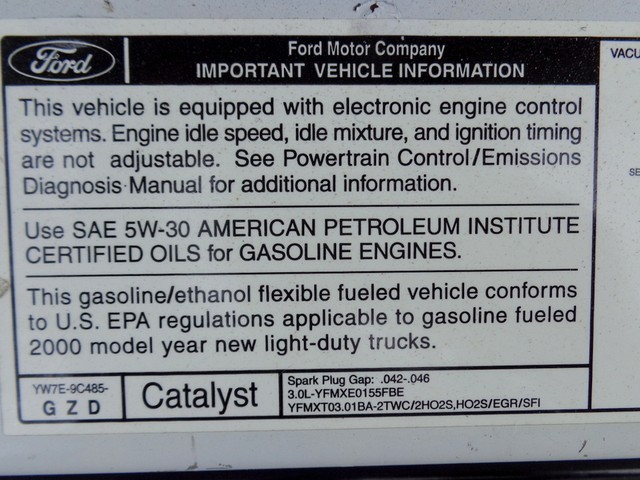 Ford
Ford Motor Company
IMPORTANT VEHICLE INFORMATION
This vehicle is equipped with electronic engine control
systems. Engine idle speed, idle mixture, and ignition timing
are not adjustable. See Powertrain Control/Emissions
Diagnosis Manual for additional information.
Use SAE 5W-30 AMERICAN PETROLEUM INSTITUTE
CERTIFIED OILS for GASOLINE ENGINES.
This gasoline/ethanol flexible fueled vehicle conforms
to U.S. EPA regulations applicable to gasoline fueled
2000 model year new light-duty trucks.
YW7E-9C485-
G Z D
Catalyst
Spark Plug Gap: .042-.046
3.0L-YFMXE0155FBE
YFMXT03.01BA-2TWC/2HO2S,HO2S/EGR/SFI
VACU
SE